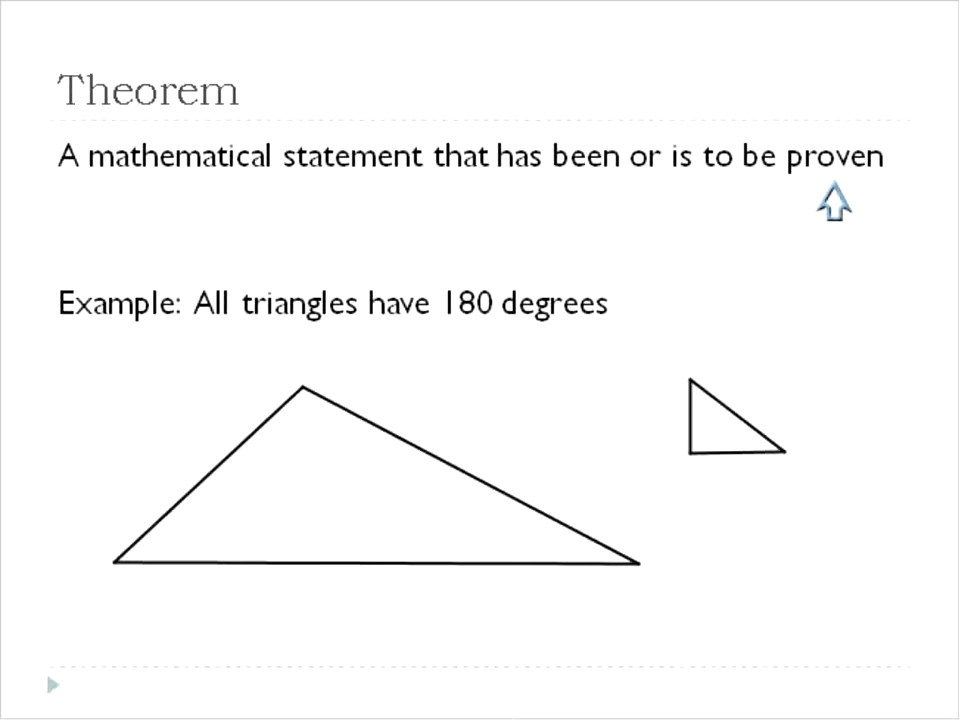 Theorem
A mathematical statement that has been or is to be proven
Example: All triangles have 180 degrees